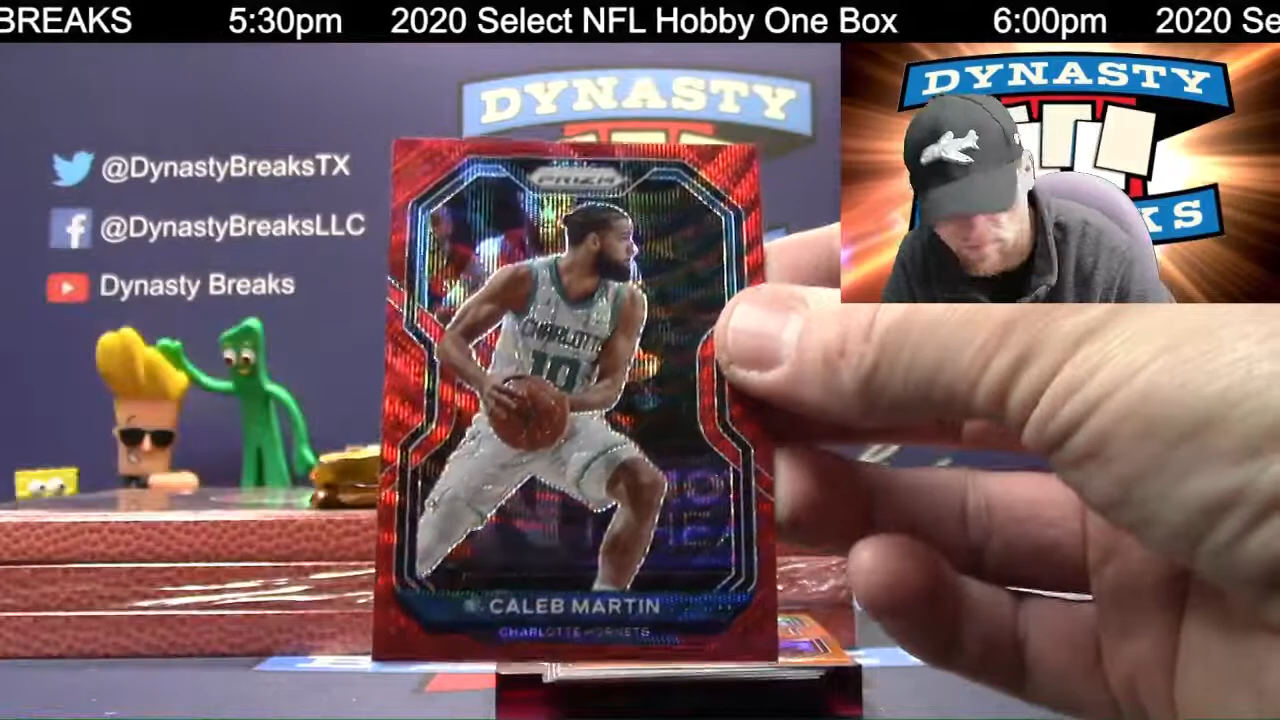 BREAKS 5:30pm 2020 Select NFL Hobby One Box 6:00pm 2020 Se
DYNASTY
DYNASTY
KS
@DynastyBreaksTX
@DynastyBreaksLLC
Dynasty Breaks
PRIZM
CHARLOTTE
10
CALEB MARTIN
CHARLOTTE HORNETS